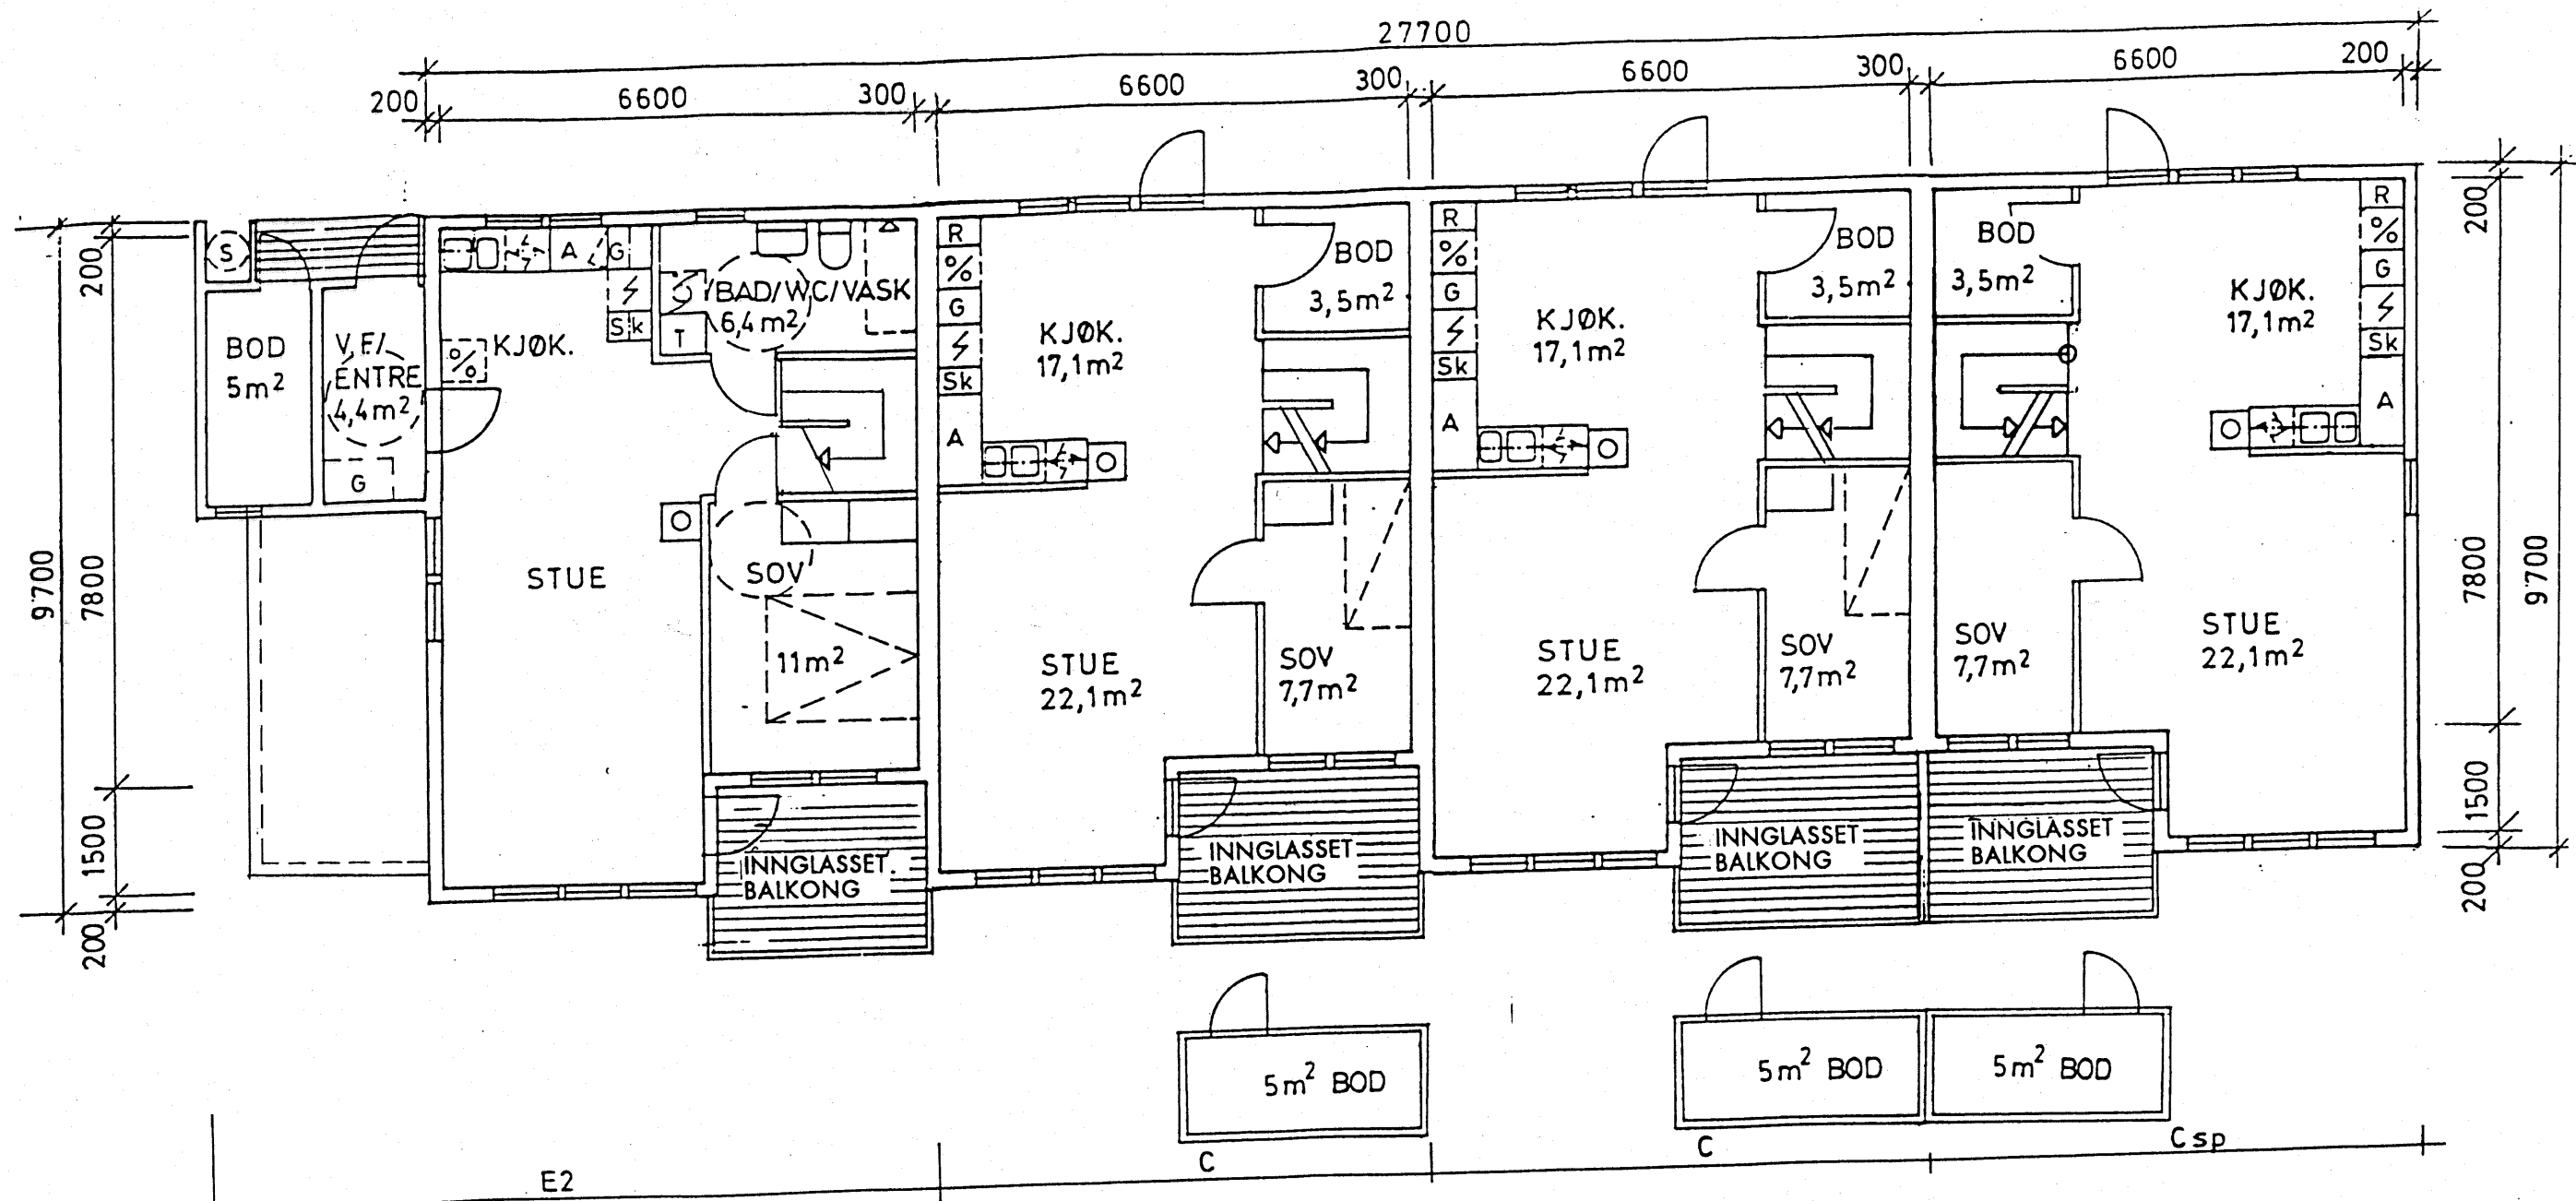 27700
200 6600 300 6600 300 6600 300 6600 200
9700
200
7800
1500
200
S
BOD
5m²
V.F/
ENTRE
4,4m²
G
A G
Sk
KJØK.
T
BAD/WC/VASK
6,4m²
STUE
SOV
11m²
INNGLASSET.
BALKONG
R
G
Sk
A
KJØK.
17,1m²
BOD
3,5m²
STUE
22,1m²
SOV
7,7m²
INNGLASSET
BALKONG
5m² BOD
R
G
Sk
A
KJØK.
17,1m²
BOD
3,5m²
STUE
22,1m²
SOV
7,7m²
INNGLASSET
BALKONG
5m² BOD
BOD
3,5m²
KJØK.
17,1m²
R
%
G
Sk
A
SOV
7,7m²
STUE
22,1m²
INNGLASSET
BALKONG
5m² BOD
200
7800
9700
1500
200
E2
C
C
Csp